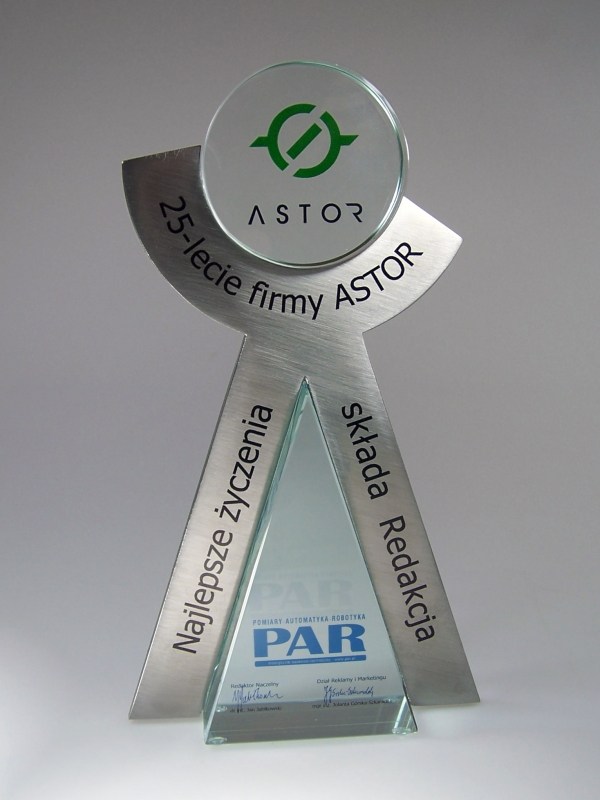 ASTOR
25-lecie firmy ASTOR
Najlepsze życzenia
składa Redakcja
POMIARY·AUTOMATYKA·ROBOTYKA
PAR
Redaktor Naczelny
Dział Reklamy i Marketingu